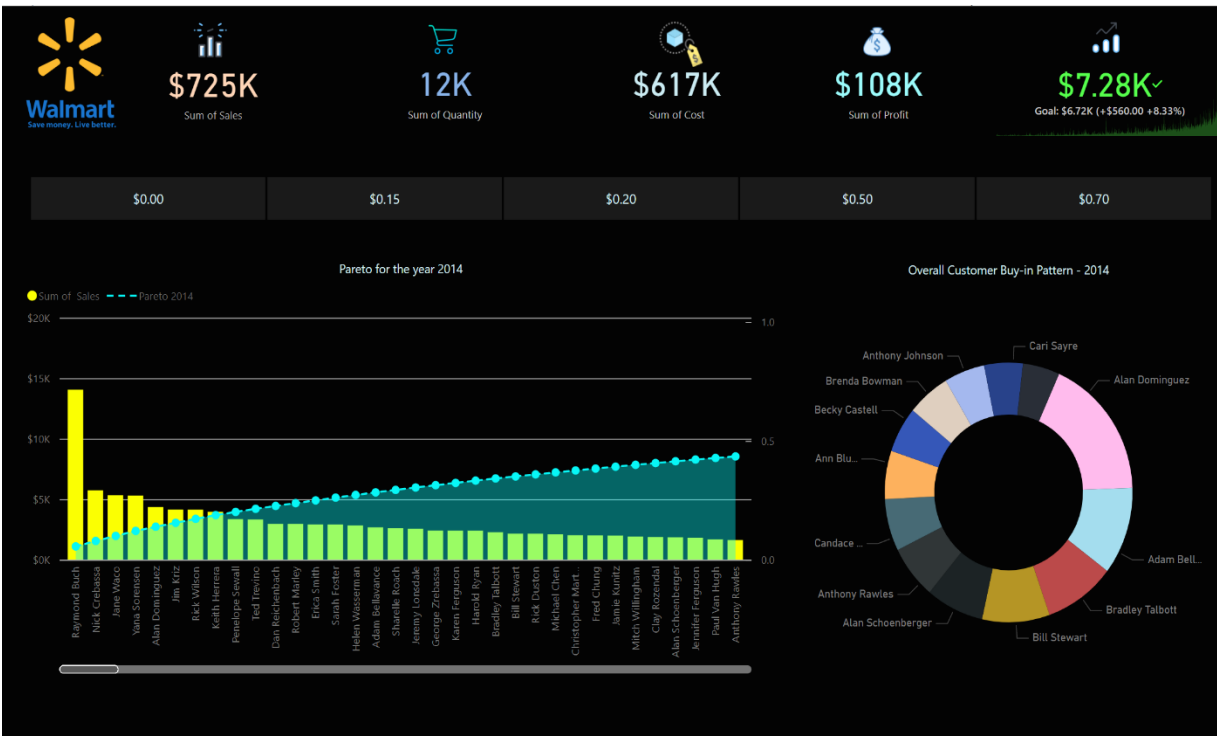 Walmart
Save money. Live better.
$725K
Sum of Sales
12K
Sum of Quantity
$617K
Sum of Cost
$108K
Sum of Profit
$7.28K
Goal: $6.72K (+$560.00 +8.33%)
$0.00
$0.15
$0.20
$0.50
$0.70
Pareto for the year 2014
Sum of Sales
Pareto 2014
$20K
$15K
$10K
$5K
$0K
1.0
0.5
0.0
Raymond Buch
Nick Crebassa
Jane Waco
Yana Sorensen
Alan Dominguez
Jim Kriz
Rick Wilson
Keith Herrera
Penelope Sewall
Ted Trevino
Dan Reichenbach
Robert Marley
Erica Smith
Sarah Foster
Helen Wasserman
Adam Bellavance
Sharelle Roach
Jeremy Lonsdale
George Zrebassa
Karen Ferguson
Harold Ryan
Bradley Talbott
Bill Stewart
Rick Duston
Michael Chen
Christopher Mart...
Fred Chung
Jamie Kunitz
Mitch Willingham
Clay Rozendal
Alan Schoenberger
Jennifer Ferguson
Paul Van Hugh
Anthony Rawles
Overall Customer Buy-in Pattern - 2014
Cari Sayre
Anthony Johnson
Alan Dominguez
Brenda Bowman
Becky Castell
Ann Blu...
Candace ...
Adam Bell...
Anthony Rawles
Bradley Talbott
Alan Schoenberger
Bill Stewart